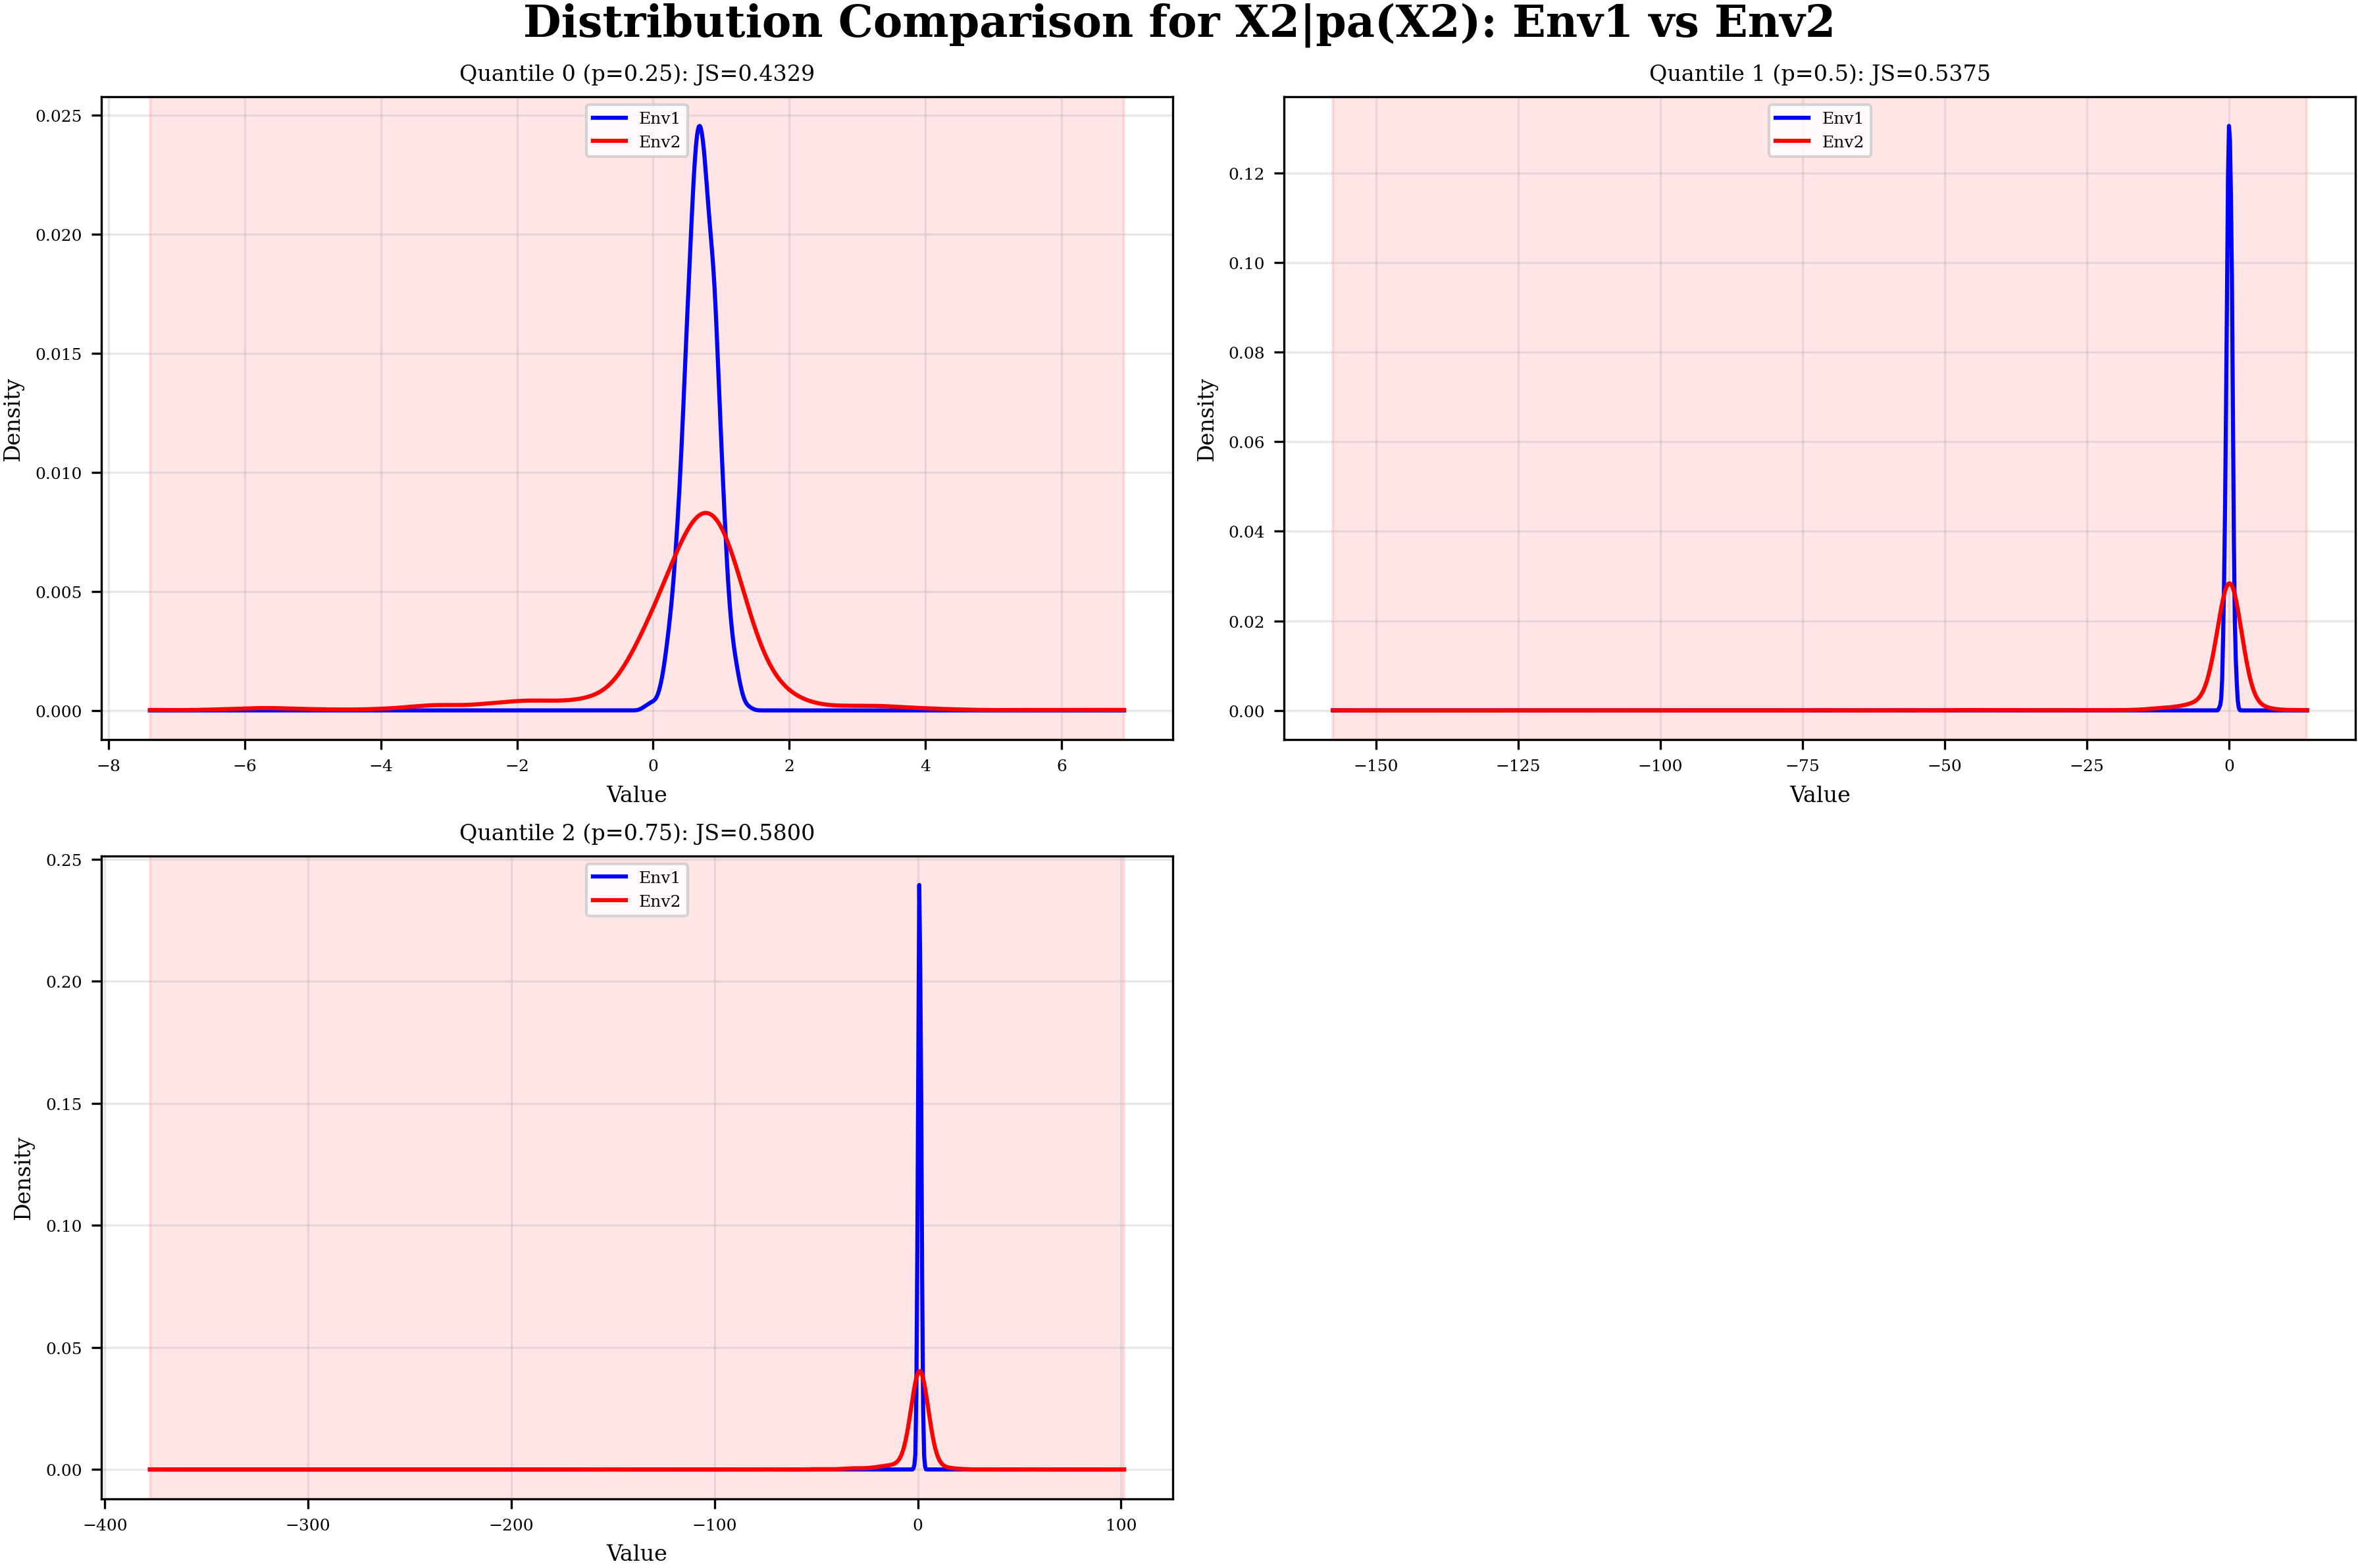 Distribution Comparison for X2|pa(X2): Env1 vs Env2
Quantile 0 (p=0.25): JS=0.4329
Env1
Env2
0.025
0.020
0.015
0.010
0.005
0.000
Density
−8
−6
−4
−2
0
2
4
6
Value
Quantile 1 (p=0.5): JS=0.5375
Env1
Env2
0.12
0.10
0.08
0.06
0.04
0.02
0.00
Density
−150
−125
−100
−75
−50
−25
0
Value
Quantile 2 (p=0.75): JS=0.5800
Env1
Env2
0.25
0.20
0.15
0.10
0.05
0.00
Density
−400
−300
−200
−100
0
100
Value